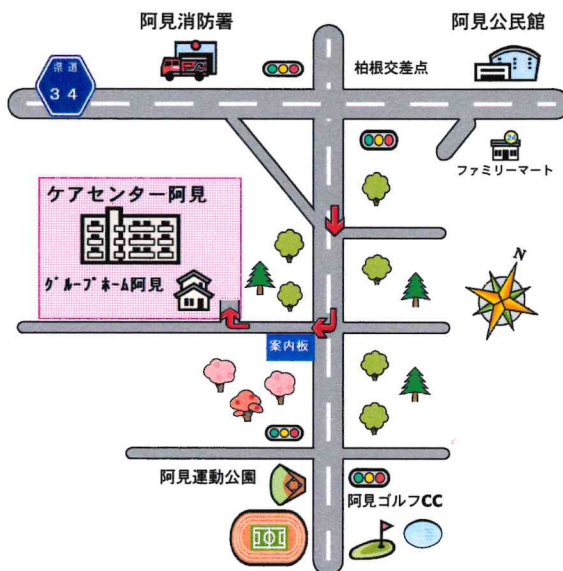 阿見消防署
阿見公民館
県道
34
柏根交差点
24
ファミリーマート
ケアセンター阿見
グループホーム阿見
N
案内板
阿見運動公園
阿見ゴルフCC